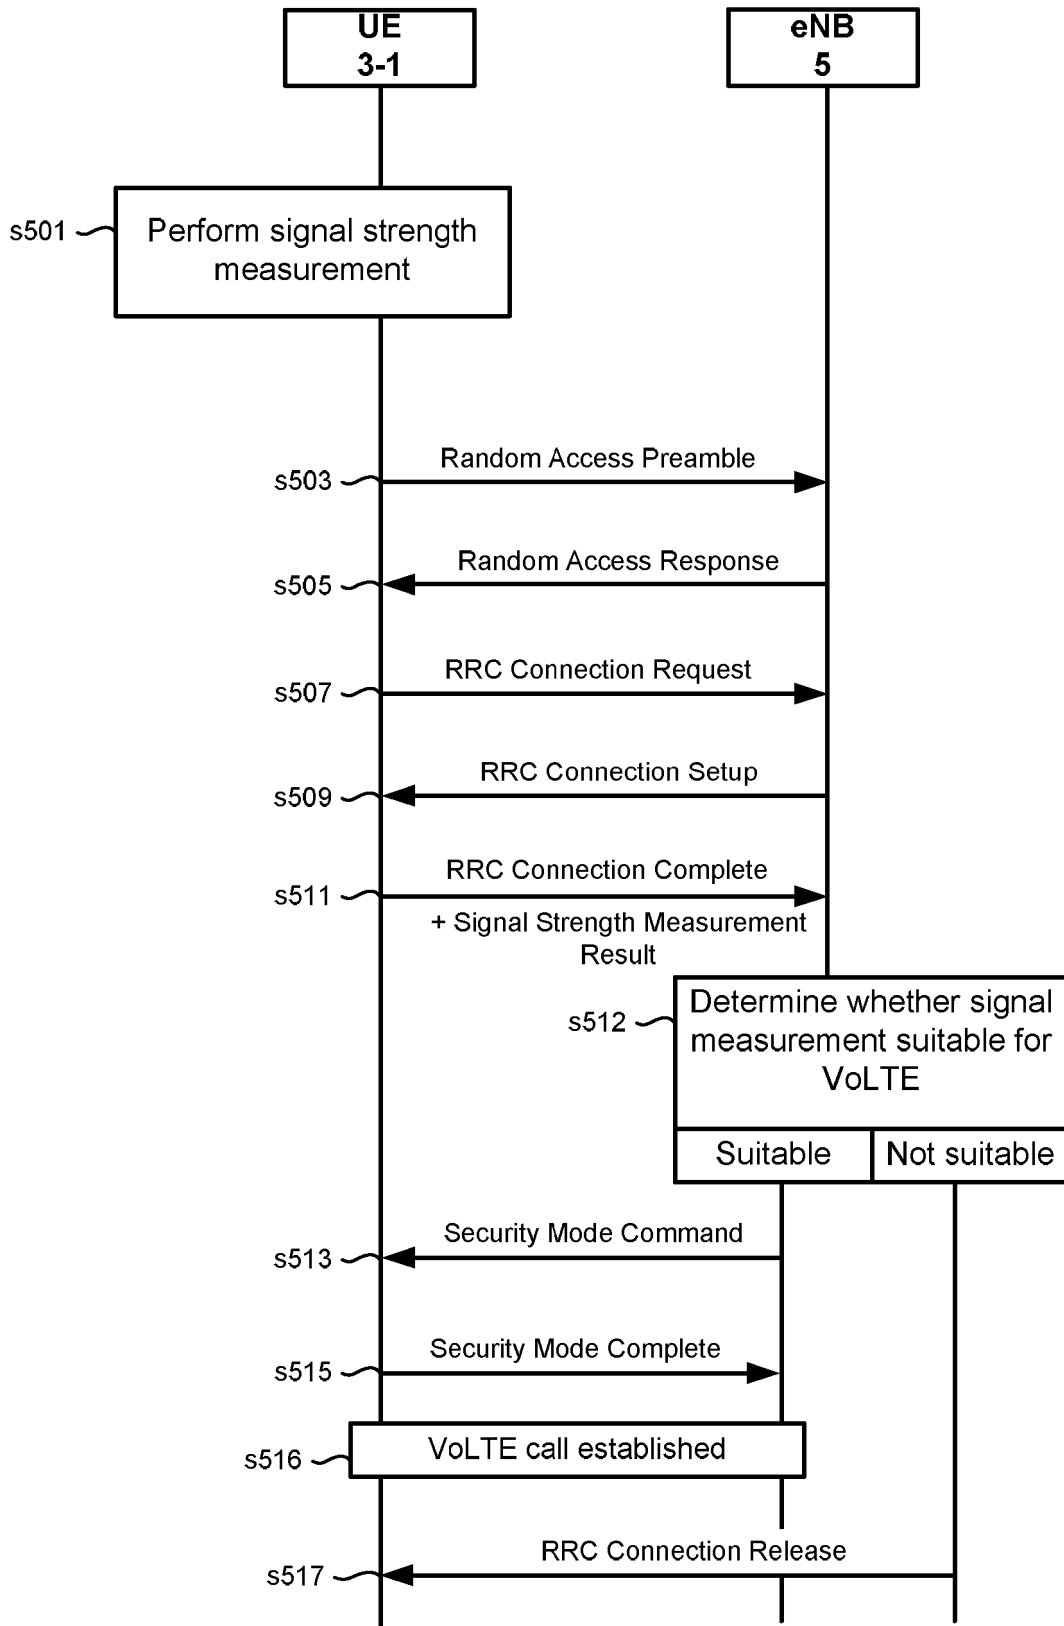 UE
3-1
eNB
5
s501
Perform signal strength
measurement
Random Access Preamble
s503
Random Access Response
s505
RRC Connection Request
s507
RRC Connection Setup
s509
RRC Connection Complete
s511
+ Signal Strength Measurement
Result
s512
Determine whether signal
measurement suitable for
VoLTE
Suitable
Not suitable
Security Mode Command
s513
Security Mode Complete
s515
VoLTE call established
s516
RRC Connection Release
s517